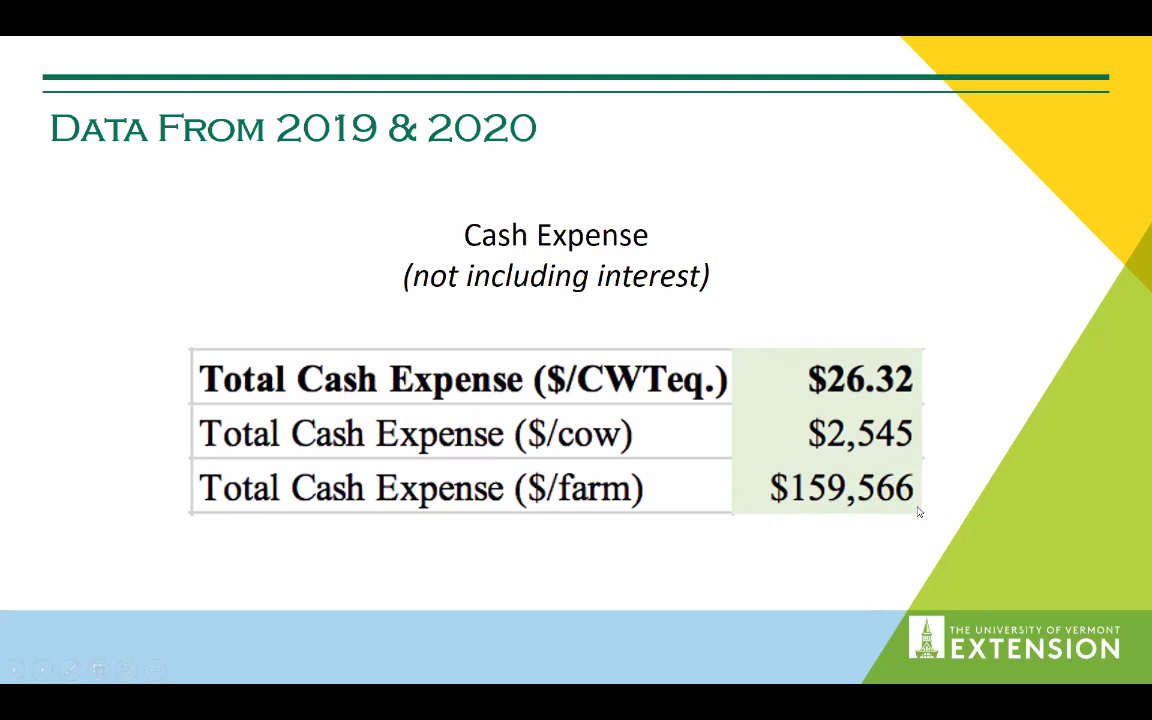 Data From 2019 & 2020
Cash Expense
(not including interest)
Total Cash Expense ($/CWTeq.) $26.32
Total Cash Expense ($/cow) $2,545
Total Cash Expense ($/farm) $159,566
THE UNIVERSITY OF VERMONT
EXTENSION